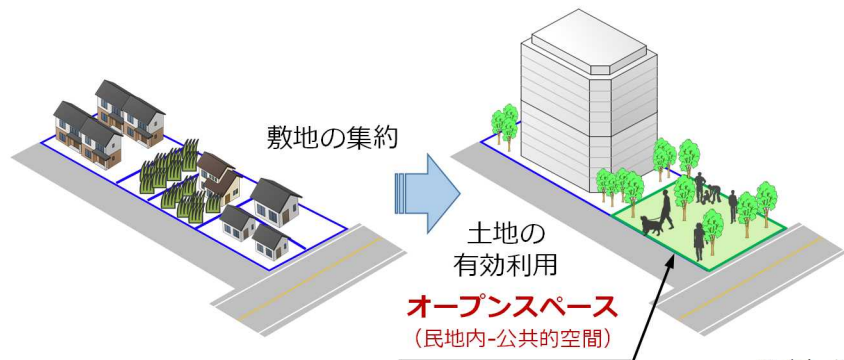 敷地の集約
土地の
有効利用
オープンスペース
（民地内-公共的空間）